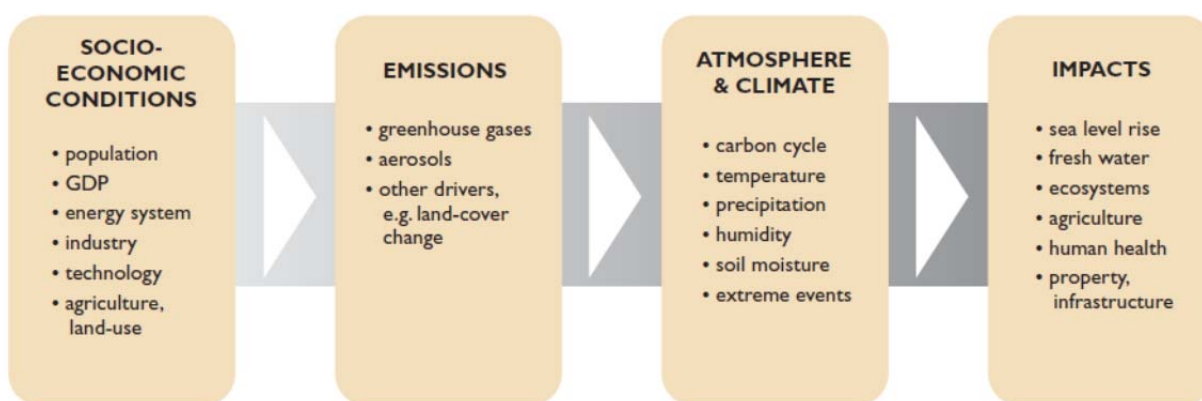 SOCIO-
ECONOMIC
CONDITIONS
• population
• GDP
• energy system
• industry
• technology
• agriculture,
land-use
EMISSIONS
• greenhouse gases
• aerosols
• other drivers,
e.g. land-cover
change
ATMOSPHERE
& CLIMATE
• carbon cycle
• temperature
• precipitation
• humidity
• soil moisture
• extreme events
IMPACTS
• sea level rise
• fresh water
• ecosystems
• agriculture
• human health
• property,
infrastructure